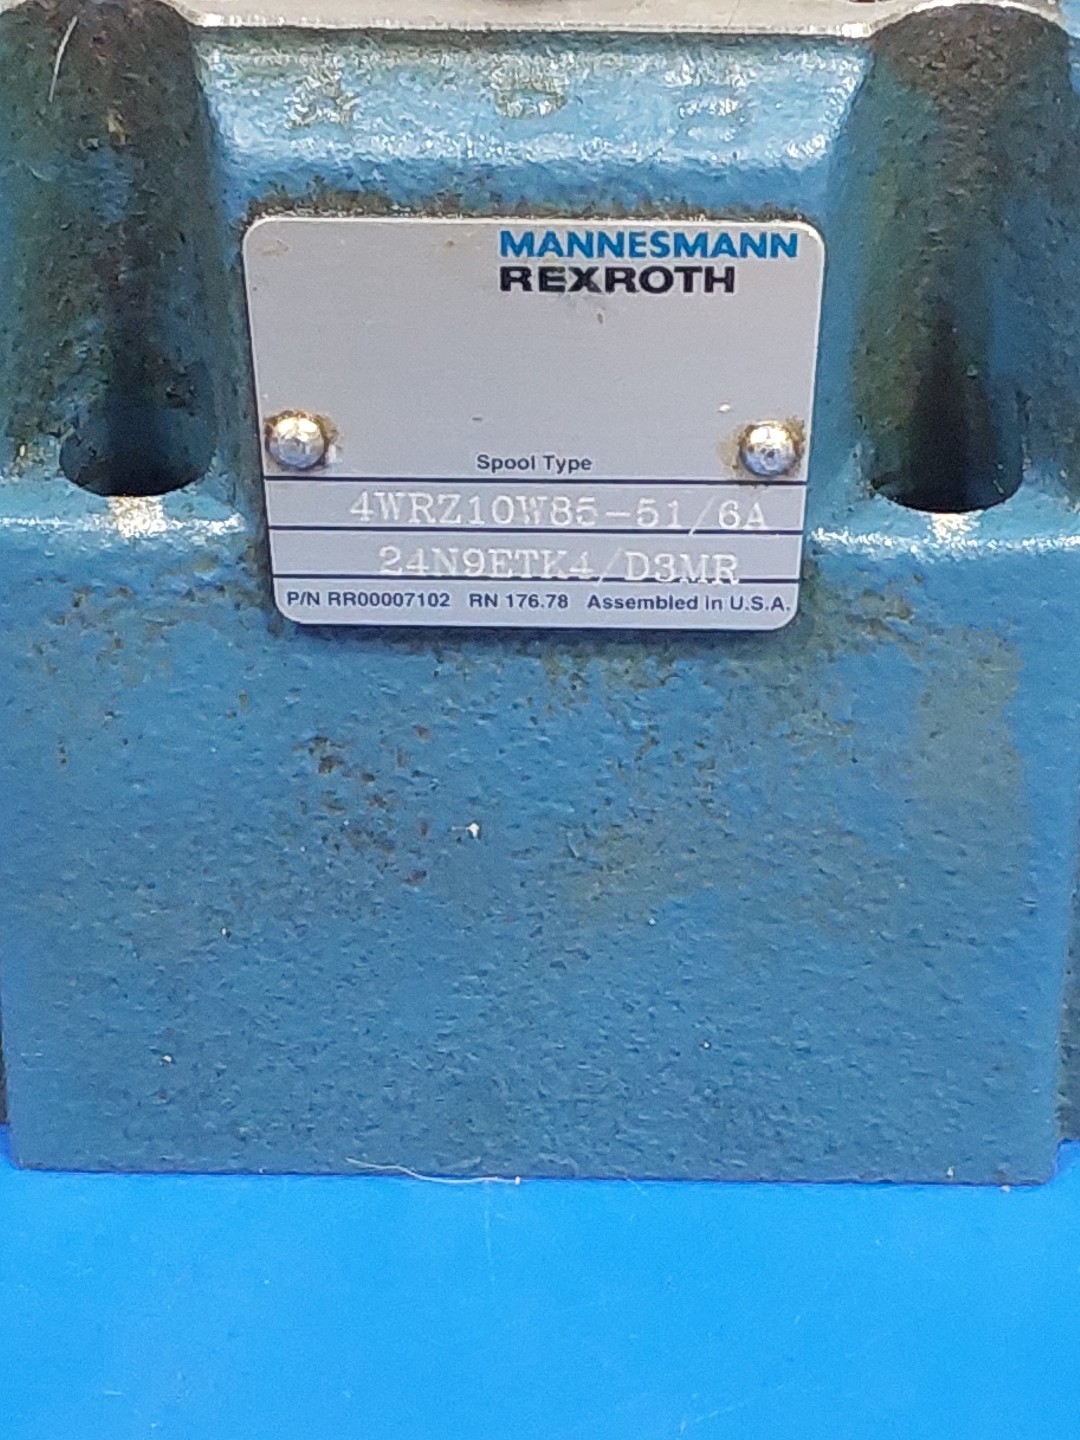 MANNESMANN
REXROTH
Spool Type
4WRZ10W85-51/6A
24N9ETK4/D3MR
P/N RR00007102 RN 176.78 Assembled in U.S.A.